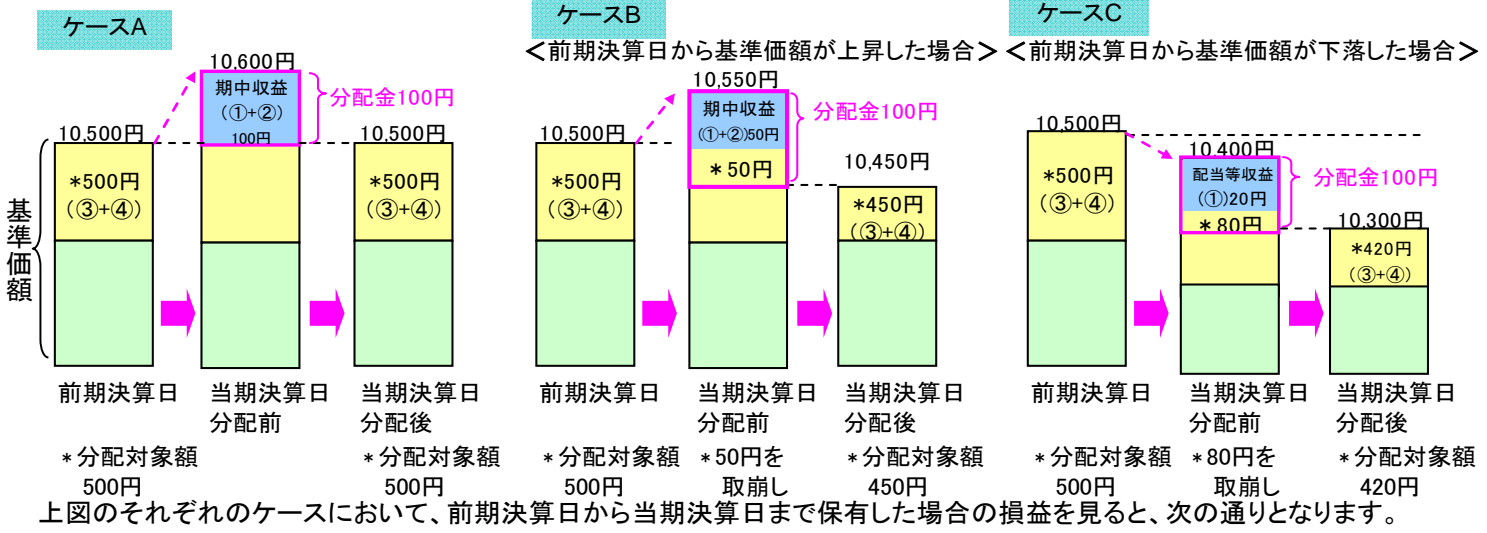 ケースA
10,600円
期中収益
(①+②)
100円
分配金100円
10,500円
*500円
(③+④)
10,500円
*500円
(③+④)
基準価額
前期決算日
当期決算日
分配前
当期決算日
分配後
*分配対象額
500円
*分配対象額
500円
ケースB
<前期決算日から基準価額が上昇した場合>
10,550円
期中収益
(①+②)50円
*50円
分配金100円
10,500円
*500円
(③+④)
10,450円
*450円
(③+④)
前期決算日
当期決算日
分配前
当期決算日
分配後
*分配対象額
500円
*50円を
取崩し
*分配対象額
450円
ケースC
<前期決算日から基準価額が下落した場合>
10,500円
*500円
(③+④)
10,400円
配当等収益
(①)20円
*80円
分配金100円
10,300円
*420円
(③+④)
前期決算日
当期決算日
分配前
当期決算日
分配後
*分配対象額
500円
*80円を
取崩し
*分配対象額
420円
上図のそれぞれのケースにおいて、前期決算日から当期決算日まで保有した場合の損益を見ると、次の通りとなります。